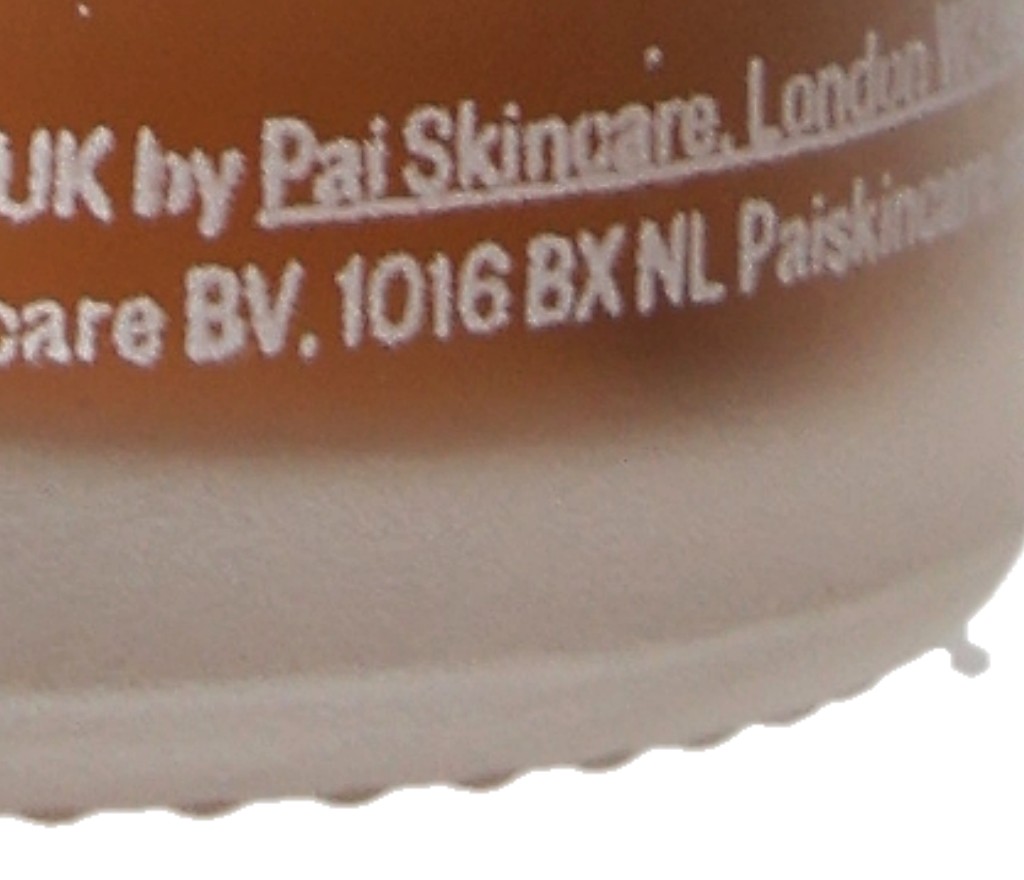 UK by Pai Skincare, London
care BV. 1016 BX NL Paiskincare